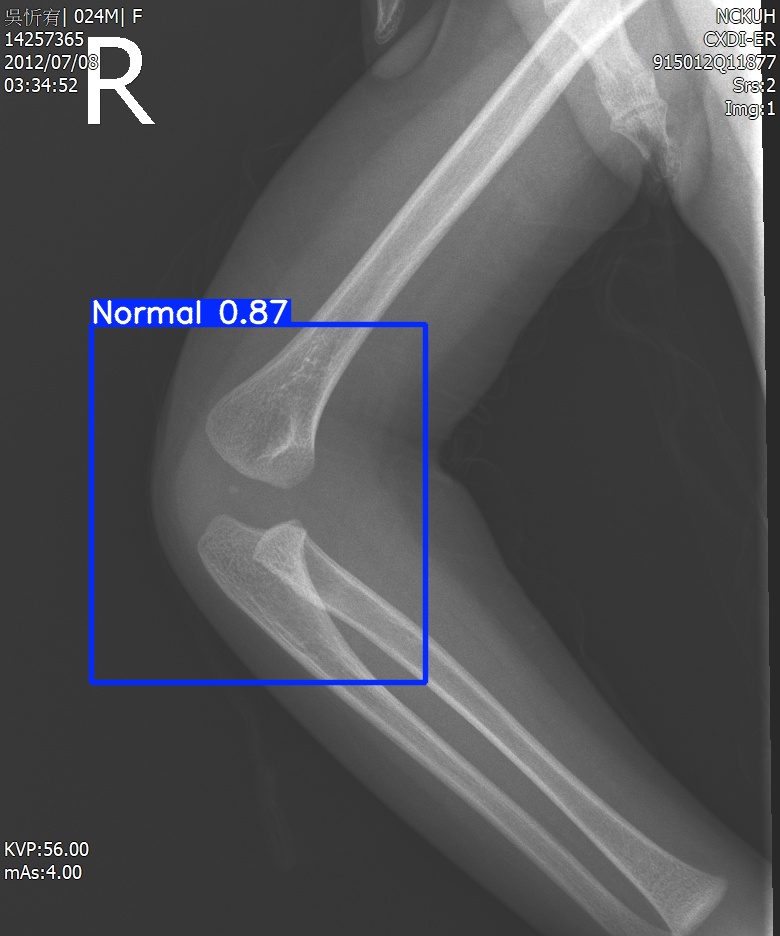 吳忻宥| 024M| F
14257365
2012/07/08
03:34:52
R
NCKUH
CXDI-ER
915012Q11877
Srs:2
Img:1
Normal 0.87
KVP:56.00
mAs:4.00